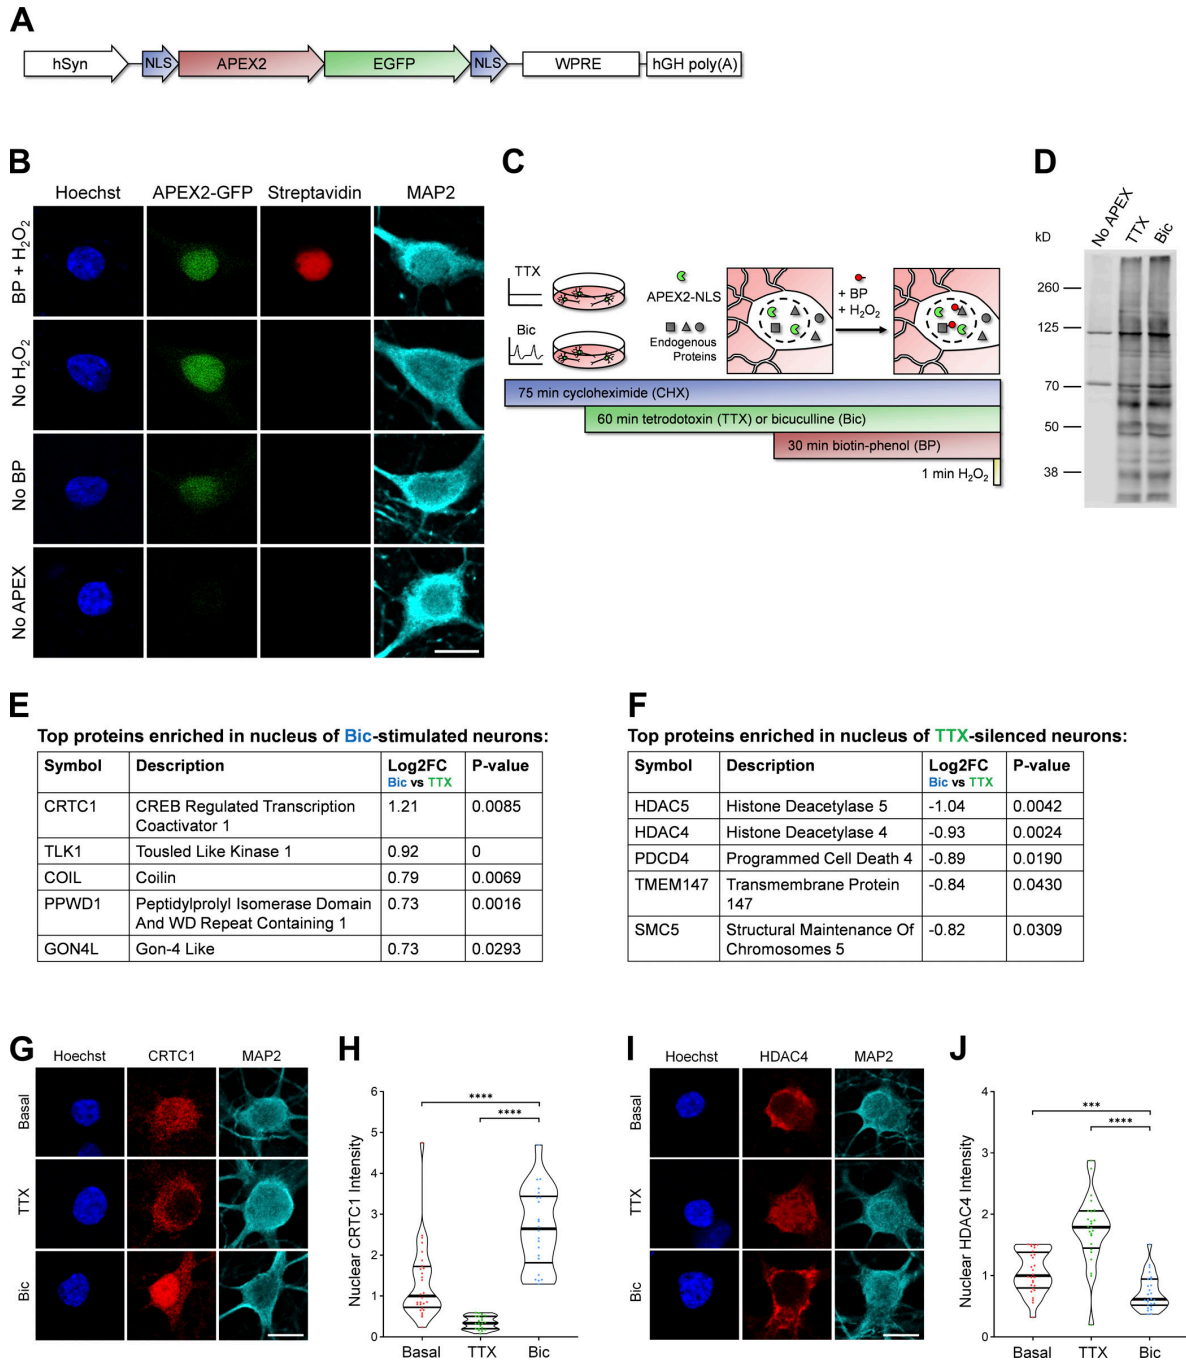 A
hSyn NLS APEX2 EGFP NLS WPRE hGH poly(A)
B
Hoechst APEX2-GFP Streptavidin MAP2
BP + H₂O₂
No H₂O₂
No BP
No APEX
C
TTX
Bic
APEX2-NLS
Endogenous
Proteins
+ BP
+ H₂O₂
75 min cycloheximide (CHX)
60 min tetrodotoxin (TTX) or bicuculline (Bic)
30 min biotin-phenol (BP)
1 min H₂O₂
D
No APEX TTX Bic
kD
260
125
70
50
38
E
Top proteins enriched in nucleus of Bic-stimulated neurons:
Symbol Description Log2FC P-value
Bic vs TTX
CRTC1 CREB Regulated Transcription 1.21 0.0085
Coactivator 1
TLK1 Tousled Like Kinase 1 0.92 0
COIL Coilin 0.79 0.0069
PPWD1 Peptidylprolyl Isomerase Domain 0.73 0.0016
And WD Repeat Containing 1
GON4L Gon-4 Like 0.73 0.0293
F
Top proteins enriched in nucleus of TTX-silenced neurons:
Symbol Description Log2FC P-value
Bic vs TTX
HDAC5 Histone Deacetylase 5 -1.04 0.0042
HDAC4 Histone Deacetylase 4 -0.93 0.0024
PDCD4 Programmed Cell Death 4 -0.89 0.0190
TMEM147 Transmembrane Protein -0.84 0.0430
147
SMC5 Structural Maintenance Of -0.82 0.0309
Chromosomes 5
G
Hoechst CRTC1 MAP2
Basal
TTX
Bic
H
Nuclear CRTC1 Intensity
6
5
4
3
2
1
0
****
****
Basal TTX Bic
I
Hoechst HDAC4 MAP2
Basal
TTX
Bic
J
Nuclear HDAC4 Intensity
4
3
2
1
0
***
****
Basal TTX Bic